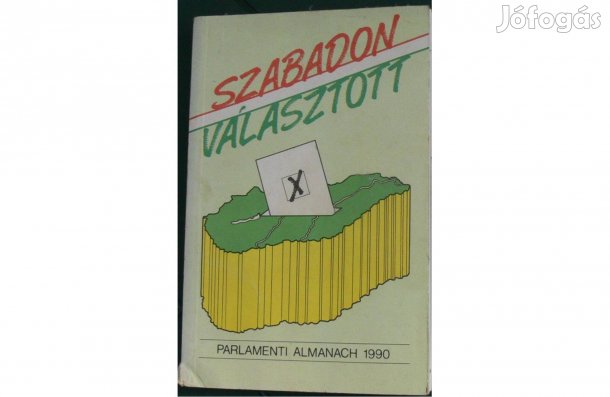 Jófogás
SZABADON
VÁLASZTOTT
X
PARLAMENTI ALMANACH 1990